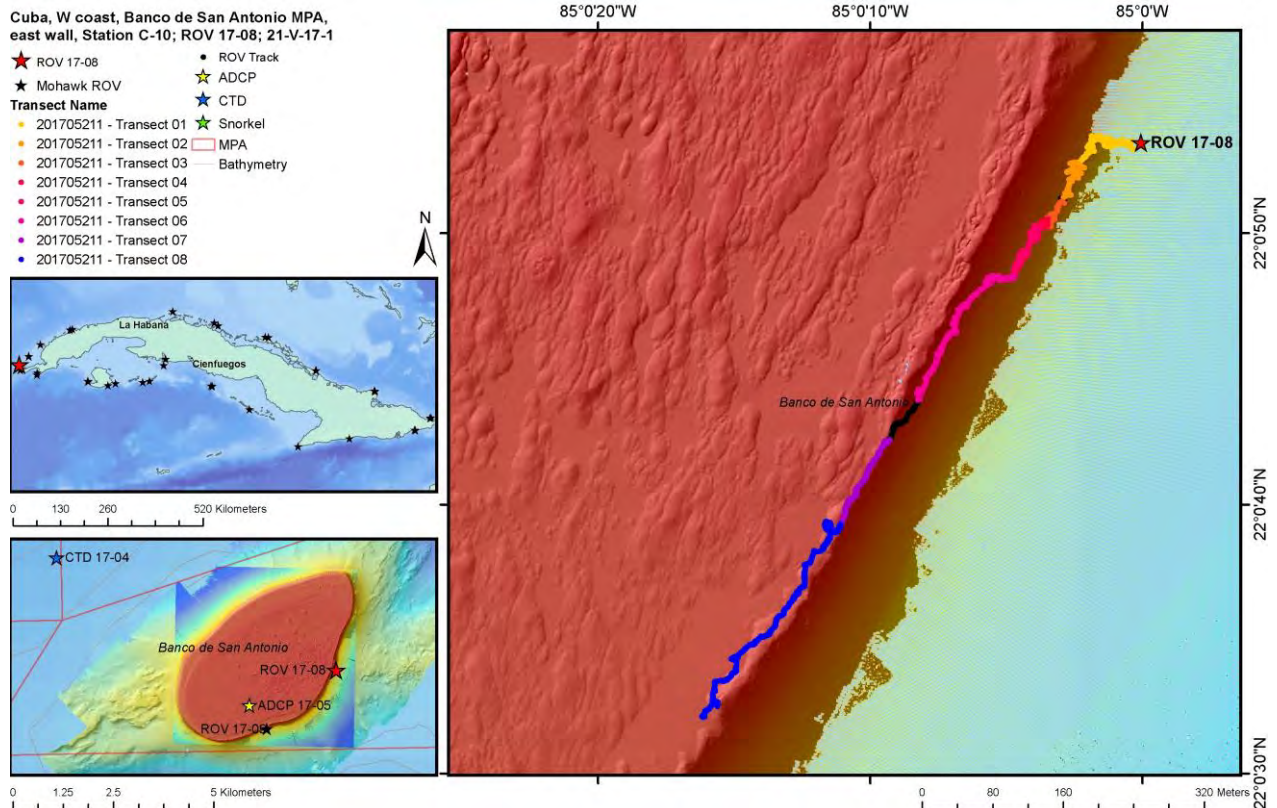 Cuba, W coast, Banco de San Antonio MPA,
east wall, Station C-10; ROV 17-08; 21-V-17-1
ROV 17-08
Mohawk ROV
Transect Name
201705211 - Transect 01
201705211 - Transect 02
201705211 - Transect 03
201705211 - Transect 04
201705211 - Transect 05
201705211 - Transect 06
201705211 - Transect 07
201705211 - Transect 08
ROV Track
ADCP
CTD
Snorkel
MPA
Bathymetry
N
La Habana
Cienfuegos
0 130 260 520 Kilometers
CTD 17-04
Banco de San Antonio
ROV 17-08
ADCP 17-05
0 1.25 2.5 5 Kilometers
85°0'20"W 85°0'10"W 85°0'W
ROV 17-08
22°0'50"N
Banco de San Antonio
22°0'40"N
22°0'30"N
0 80 160 320 Meters